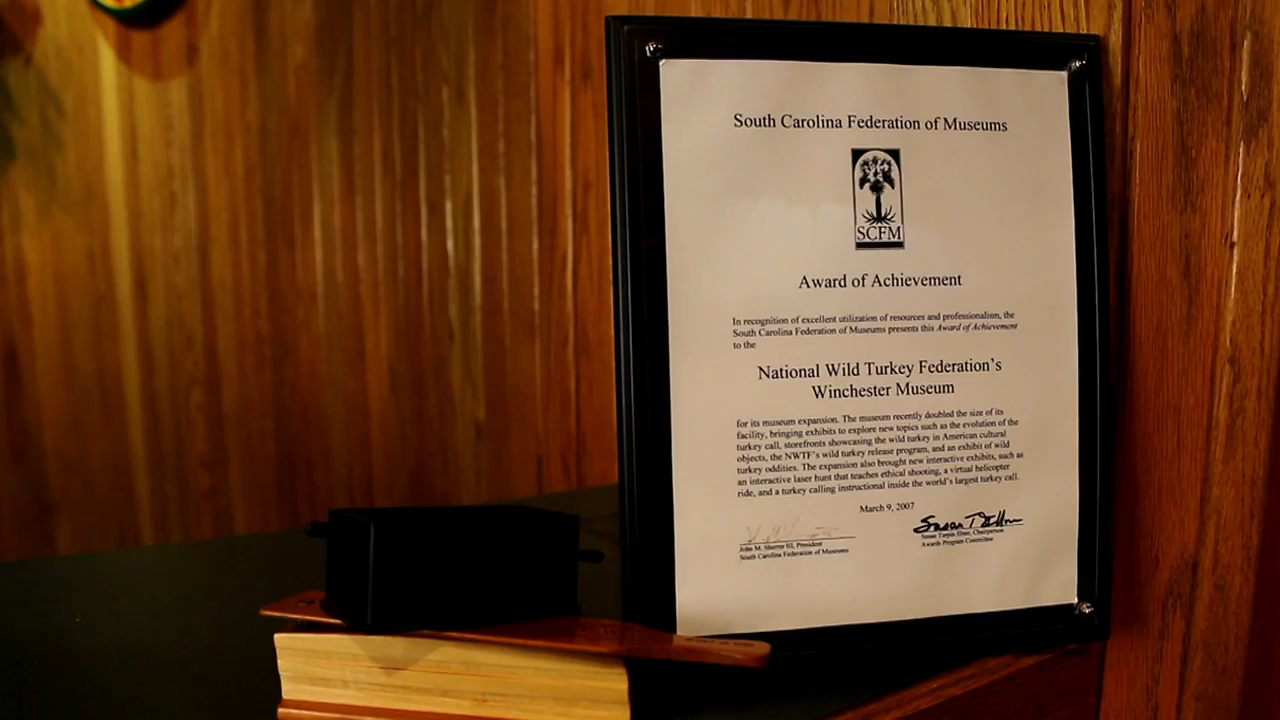 South Carolina Federation of Museums
SCFM
Award of Achievement
In recognition of excellent utilization of resources and professionalism, the
South Carolina Federation of Museums presents this Award of Achievement
to the
National Wild Turkey Federation's
Winchester Museum
for its museum expansion. The museum recently doubled the size of its
facility, bringing exhibits to explore new topics such as the evolution of the
turkey call, storefronts showcasing the wild turkey in American cultural
objects, the NWTF's wild turkey release program, and an exhibit of wild
turkey oddities. The expansion also brought new interactive exhibits, such as
an interactive laser hunt that teaches ethical shooting, a virtual helicopter
ride, and a turkey calling instructional inside the world's largest turkey call.
March 9, 2007
John M. Sherrer III, President
South Carolina Federation of Museums
Susan Turpin Chairperson
Awards Program Committee